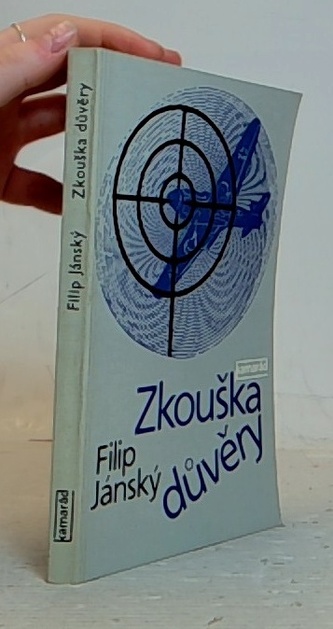 Filip Jánský Zkouška důvěry
kamarád
kamarád
Zkouška
důvěry
Filip
Jánský